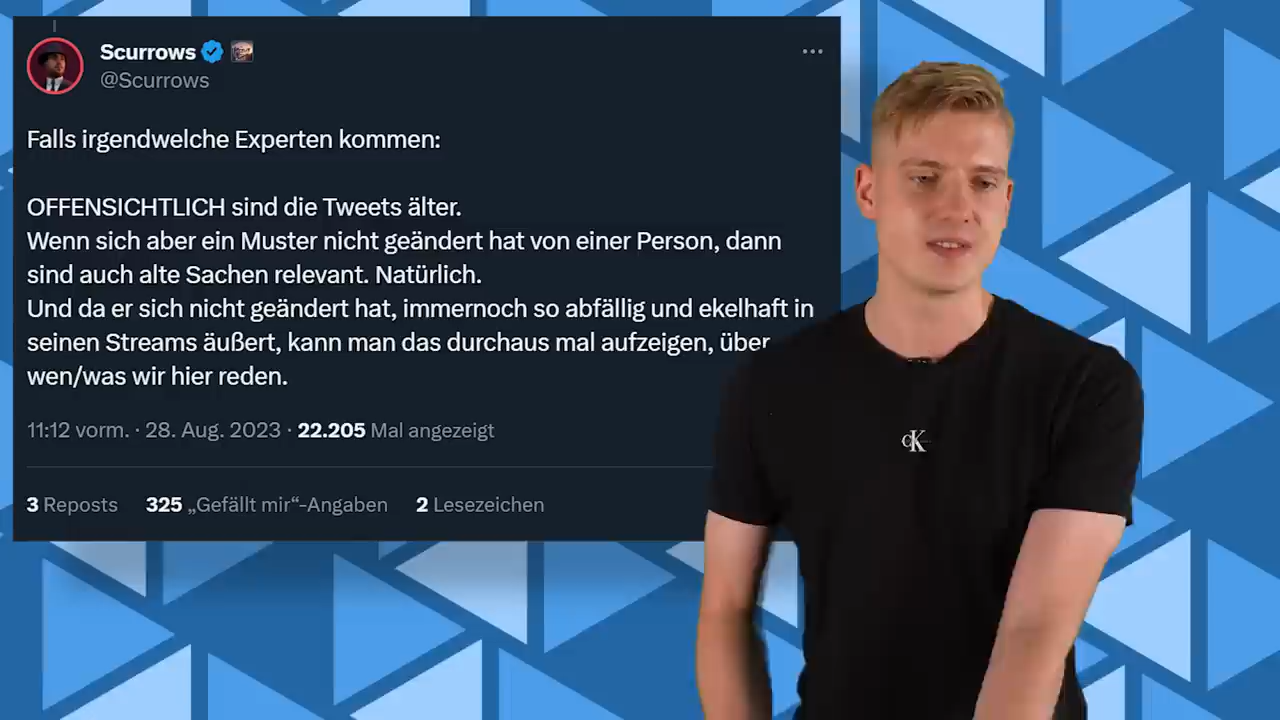 Scurrows
@Scurrows
Falls irgendwelche Experten kommen:
OFFENSICHTLICH sind die Tweets älter.
Wenn sich aber ein Muster nicht geändert hat von einer Person, dann
sind auch alte Sachen relevant. Natürlich.
Und da er sich nicht geändert hat, immernoch so abfällig und ekelhaft in
seinen Streams äußert, kann man das durchaus mal aufzeigen, über
wen/was wir hier reden.
11:12 vorm. · 28. Aug. 2023 · 22.205 Mal angezeigt
3 Reposts 325 „Gefällt mir“-Angaben 2 Lesezeichen
cK